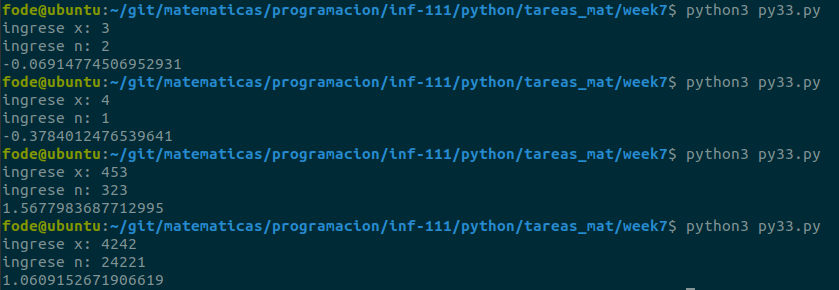 fode@ubuntu:~/git/matematicas/programacion/inf-111/python/tareas_mat/week7$ python3 py33.py
ingrese x: 3
ingrese n: 2
-0.06914774506952931
fode@ubuntu:~/git/matematicas/programacion/inf-111/python/tareas_mat/week7$ python3 py33.py
ingrese x: 4
ingrese n: 1
-0.3784012476539641
fode@ubuntu:~/git/matematicas/programacion/inf-111/python/tareas_mat/week7$ python3 py33.py
ingrese x: 453
ingrese n: 323
1.5677983687712995
fode@ubuntu:~/git/matematicas/programacion/inf-111/python/tareas_mat/week7$ python3 py33.py
ingrese x: 4242
ingrese n: 24221
1.0609152671906619